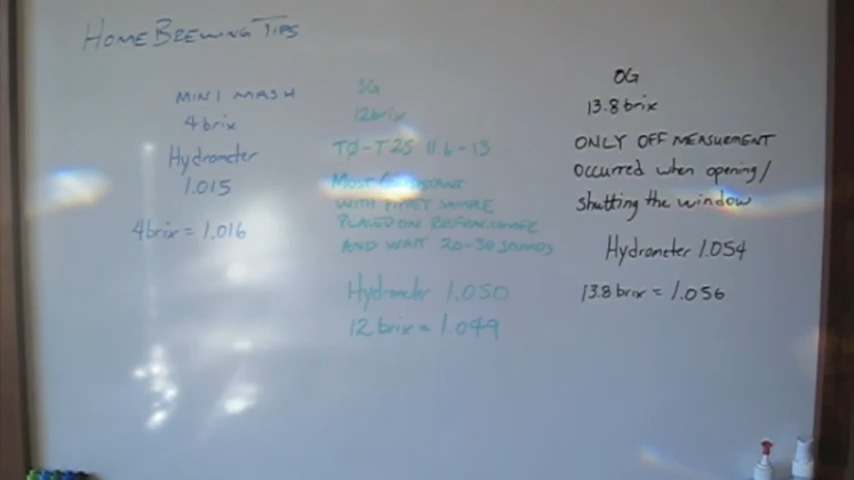 HOME BREWING TIPS
MINI MASH
4 brix
Hydrometer
1.015
4 brix = 1.016
SG
12 brix
TØ-T25 11.6-13
MOST CONSISTANT
WITH FIRST SAMPLE
PLACED ON REFRACTOMETER
AND WAIT 20-30 seconds
Hydrometer 1.050
12 brix = 1.049
OG
13.8 brix
ONLY OFF MEASURMENT
occurred when opening/
shutting the window
Hydrometer 1.054
13.8 brix = 1.056